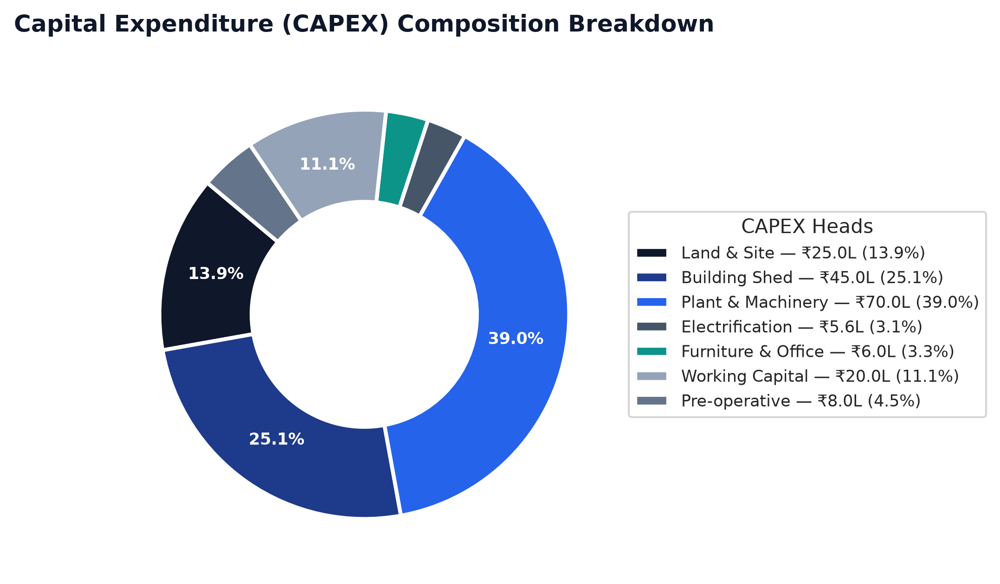 Capital Expenditure (CAPEX) Composition Breakdown
11.1%
13.9%
39.0%
25.1%
CAPEX Heads
Land & Site — ₹25.0L (13.9%)
Building Shed — ₹45.0L (25.1%)
Plant & Machinery — ₹70.0L (39.0%)
Electrification — ₹5.6L (3.1%)
Furniture & Office — ₹6.0L (3.3%)
Working Capital — ₹20.0L (11.1%)
Pre-operative — ₹8.0L (4.5%)